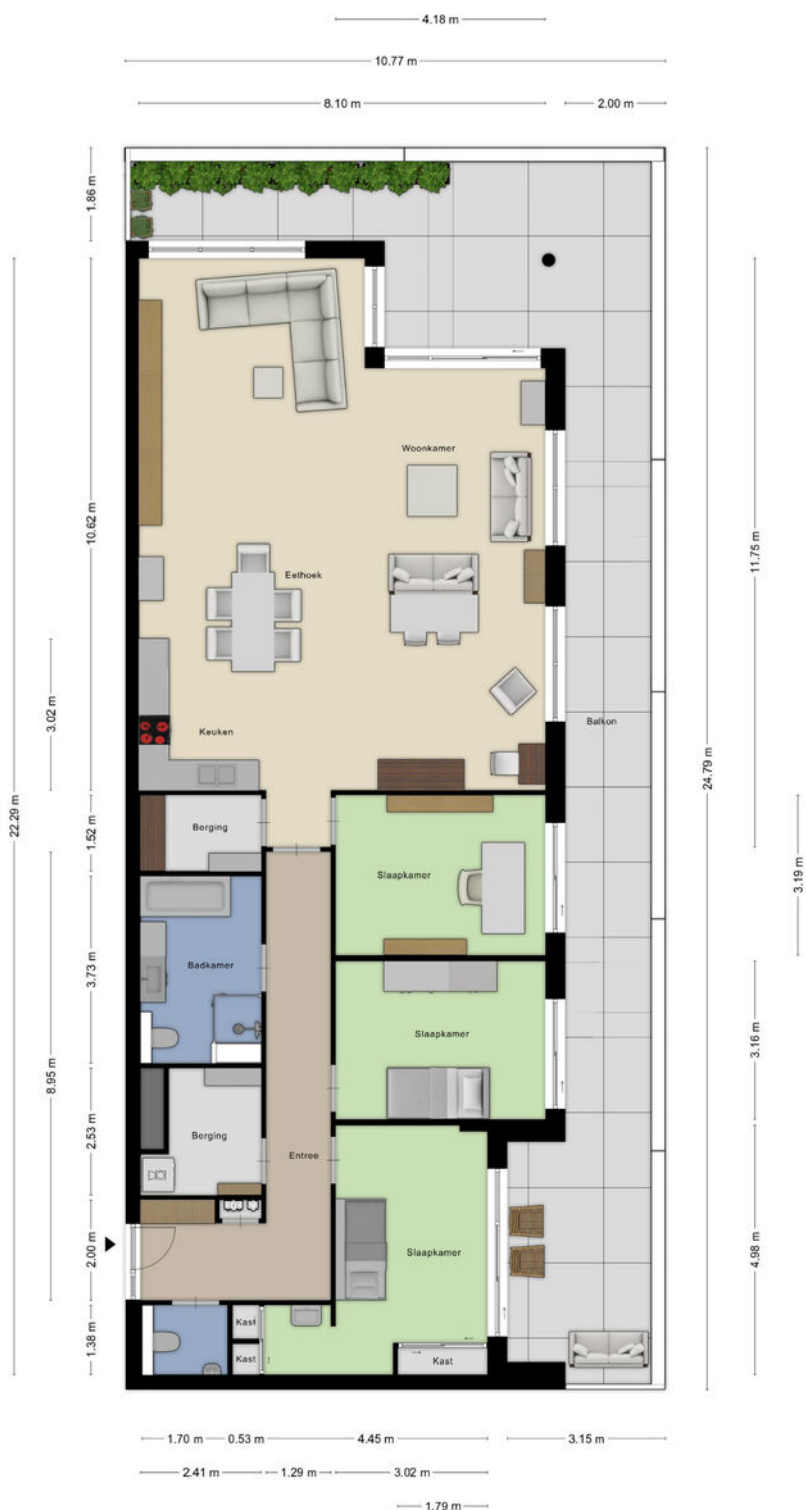 4.18 m
10.77 m
8.10 m
2.00 m
1.86 m
Woonkamer
10.62 m
11.75 m
Eethoek
3.02 m
Keuken
Balkon
24.79 m
22.29 m
Berging
1.52 m
Slaapkamer
3.19 m
Badkamer
3.73 m
Slaapkamer
3.16 m
8.95 m
2.53 m
Berging
Entree
2.00 m
Slaapkamer
4.98 m
Kast
1.38 m
Kast
Kast
1.70 m
0.53 m
4.45 m
3.15 m
2.41 m
1.29 m
3.02 m
1.79 m